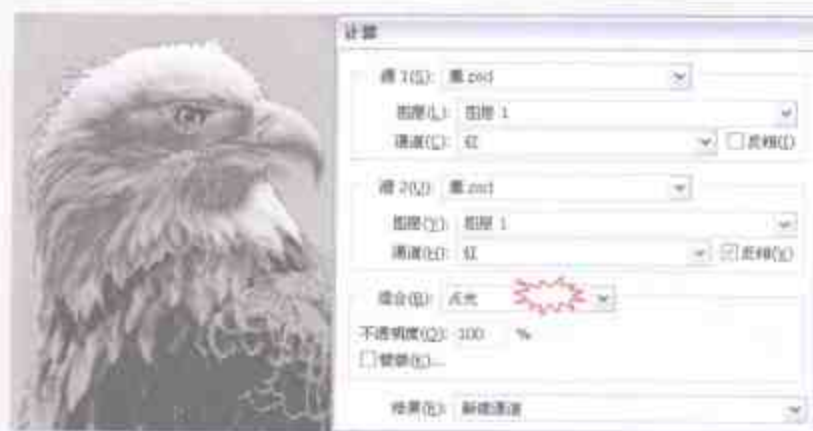 计算
源 1(S): 鹰.psd
图层(L): 图层 1
通道(C): 红 反相(I)
源 2(U): 鹰.psd
图层(Y): 图层 1
通道(H): 红 反相(V)
混合(B): 点光
不透明度(O): 100 %
蒙版(K)...
结果(R): 新建通道